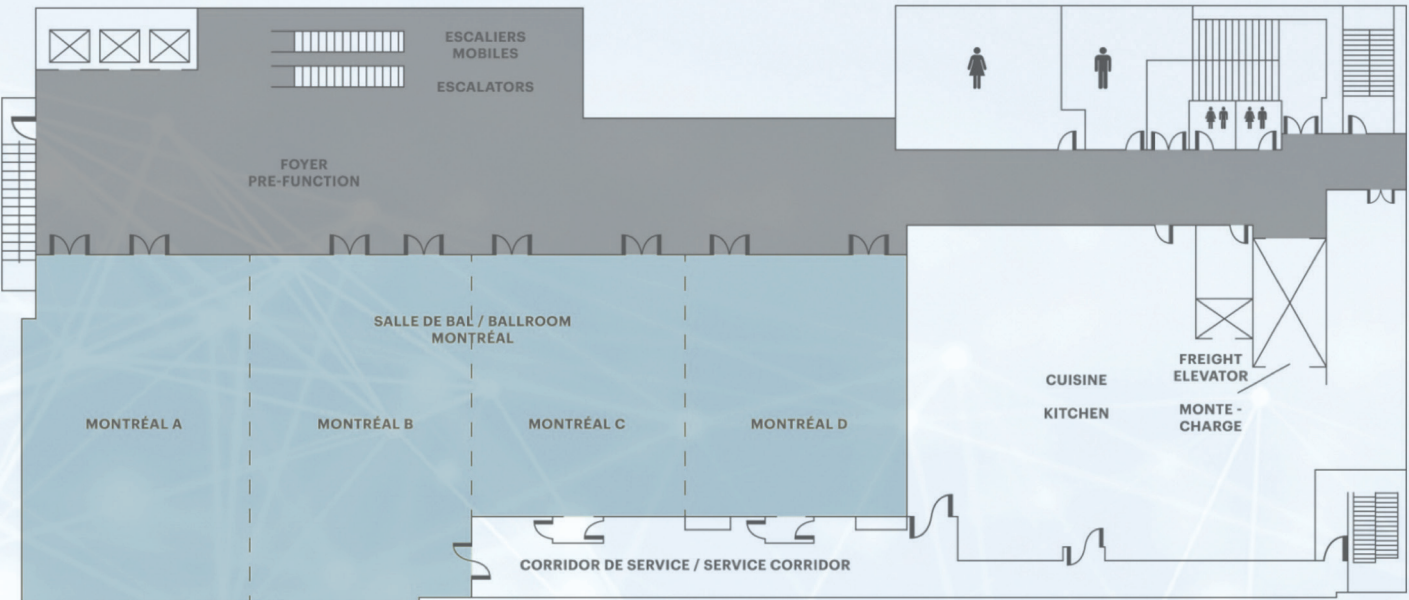 ESCALIERS
MOBILES
ESCALATORS
FOYER
PRE-FUNCTION
SALLE DE BAL / BALLROOM
MONTRÉAL
MONTRÉAL A
MONTRÉAL B
MONTRÉAL C
MONTRÉAL D
CUISINE
KITCHEN
FREIGHT
ELEVATOR
MONTE -
CHARGE
CORRIDOR DE SERVICE / SERVICE CORRIDOR